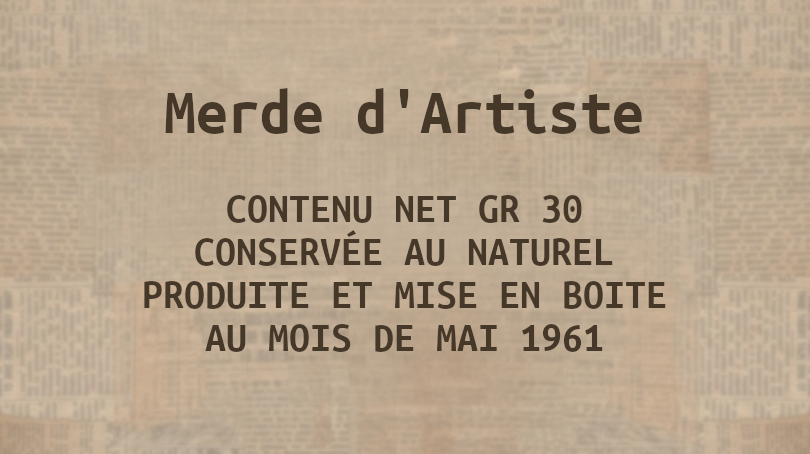 Merde d'Artiste
CONTENU NET GR 30
CONSERVÉE AU NATUREL
PRODUITE ET MISE EN BOITE
AU MOIS DE MAI 1961